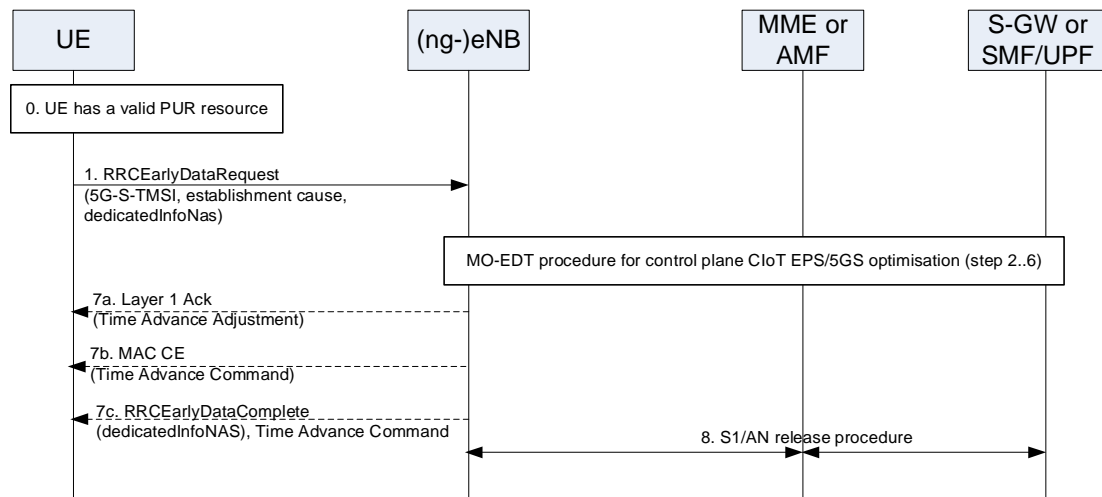 UE
(ng-)eNB
MME or
AMF
S-GW or
SMF/UPF
0. UE has a valid PUR resource
1. RRCEarlyDataRequest
(5G-S-TMSI, establishment cause,
dedicatedInfoNas)
MO-EDT procedure for control plane CIoT EPS/5GS optimisation (step 2..6)
7a. Layer 1 Ack
(Time Advance Adjustment)
7b. MAC CE
(Time Advance Command)
7c. RRCEarlyDataComplete
(dedicatedInfoNAS), Time Advance Command
8. S1/AN release procedure